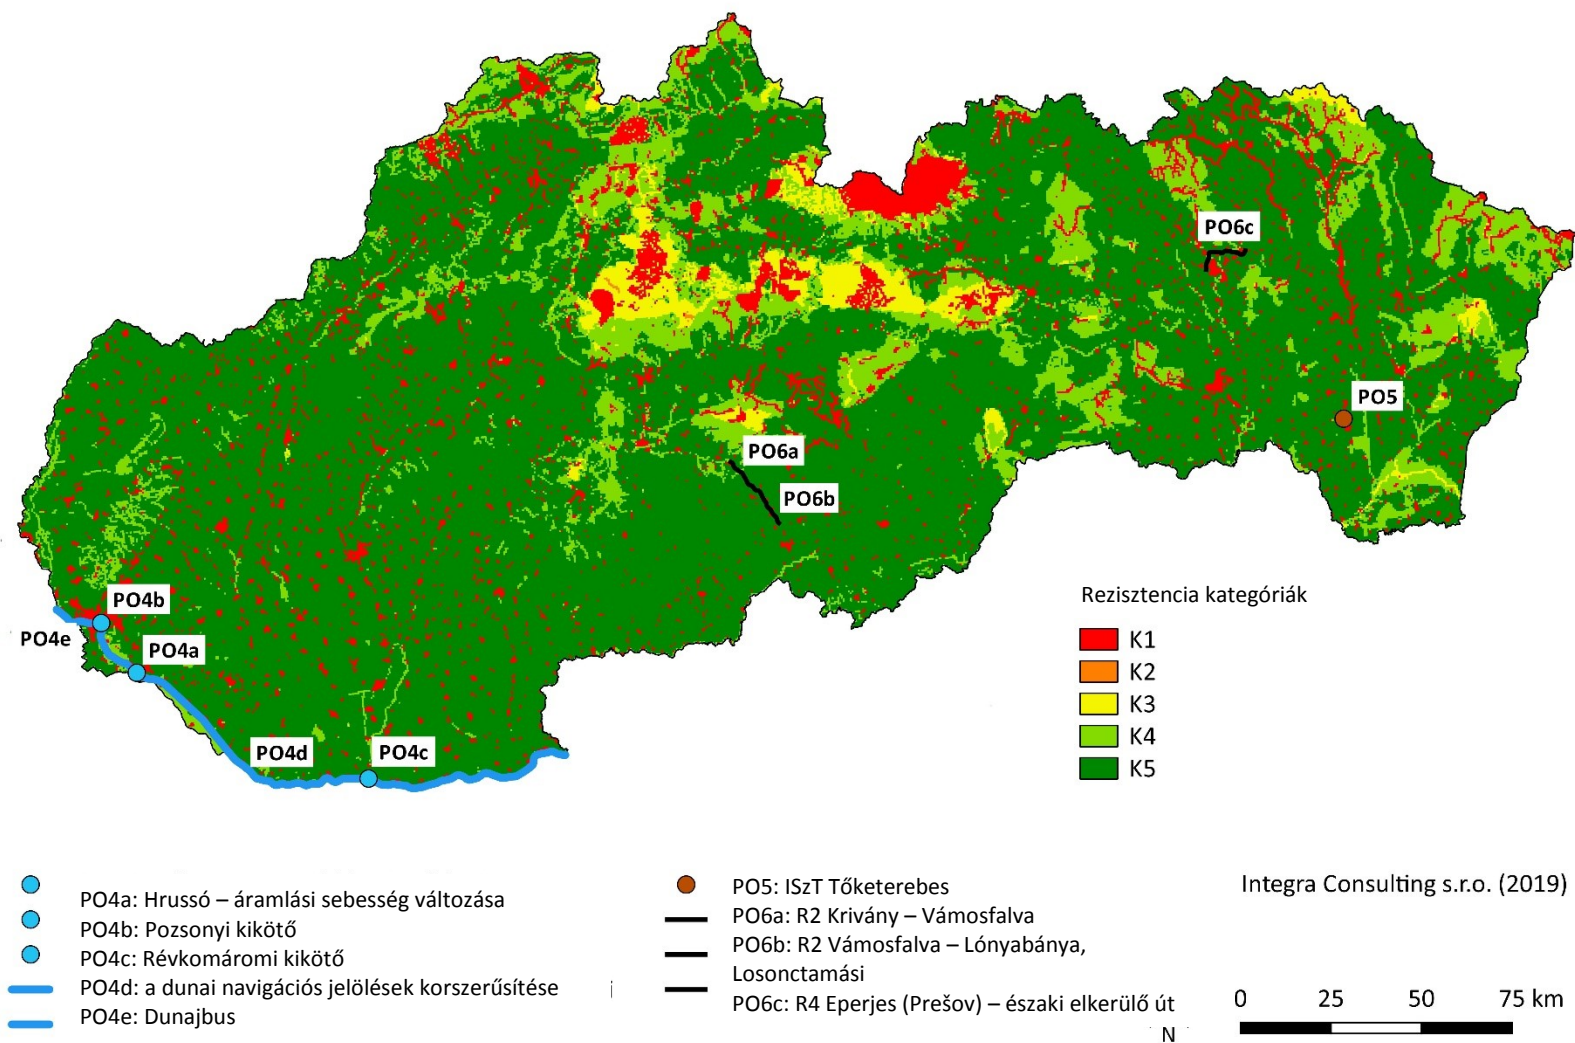 PO6c
PO5
PO6a
PO6b
PO4b
PO4e
PO4a
PO4d
PO4c
Rezisztencia kategóriák
K1
K2
K3
K4
K5
PO4a: Hrussó – áramlási sebesség változása
PO4b: Pozsonyi kikötő
PO4c: Révkomáromi kikötő
PO4d: a dunai navigációs jelölések korszerűsítése
PO4e: Dunajbus
PO5: ISzT Tőketerebes
PO6a: R2 Krivány – Vámosfalva
PO6b: R2 Vámosfalva – Lónyabánya,
Losonctamási
PO6c: R4 Eperjes (Prešov) – északi elkerülő út
N
Integra Consulting s.r.o. (2019)
0 25 50 75 km